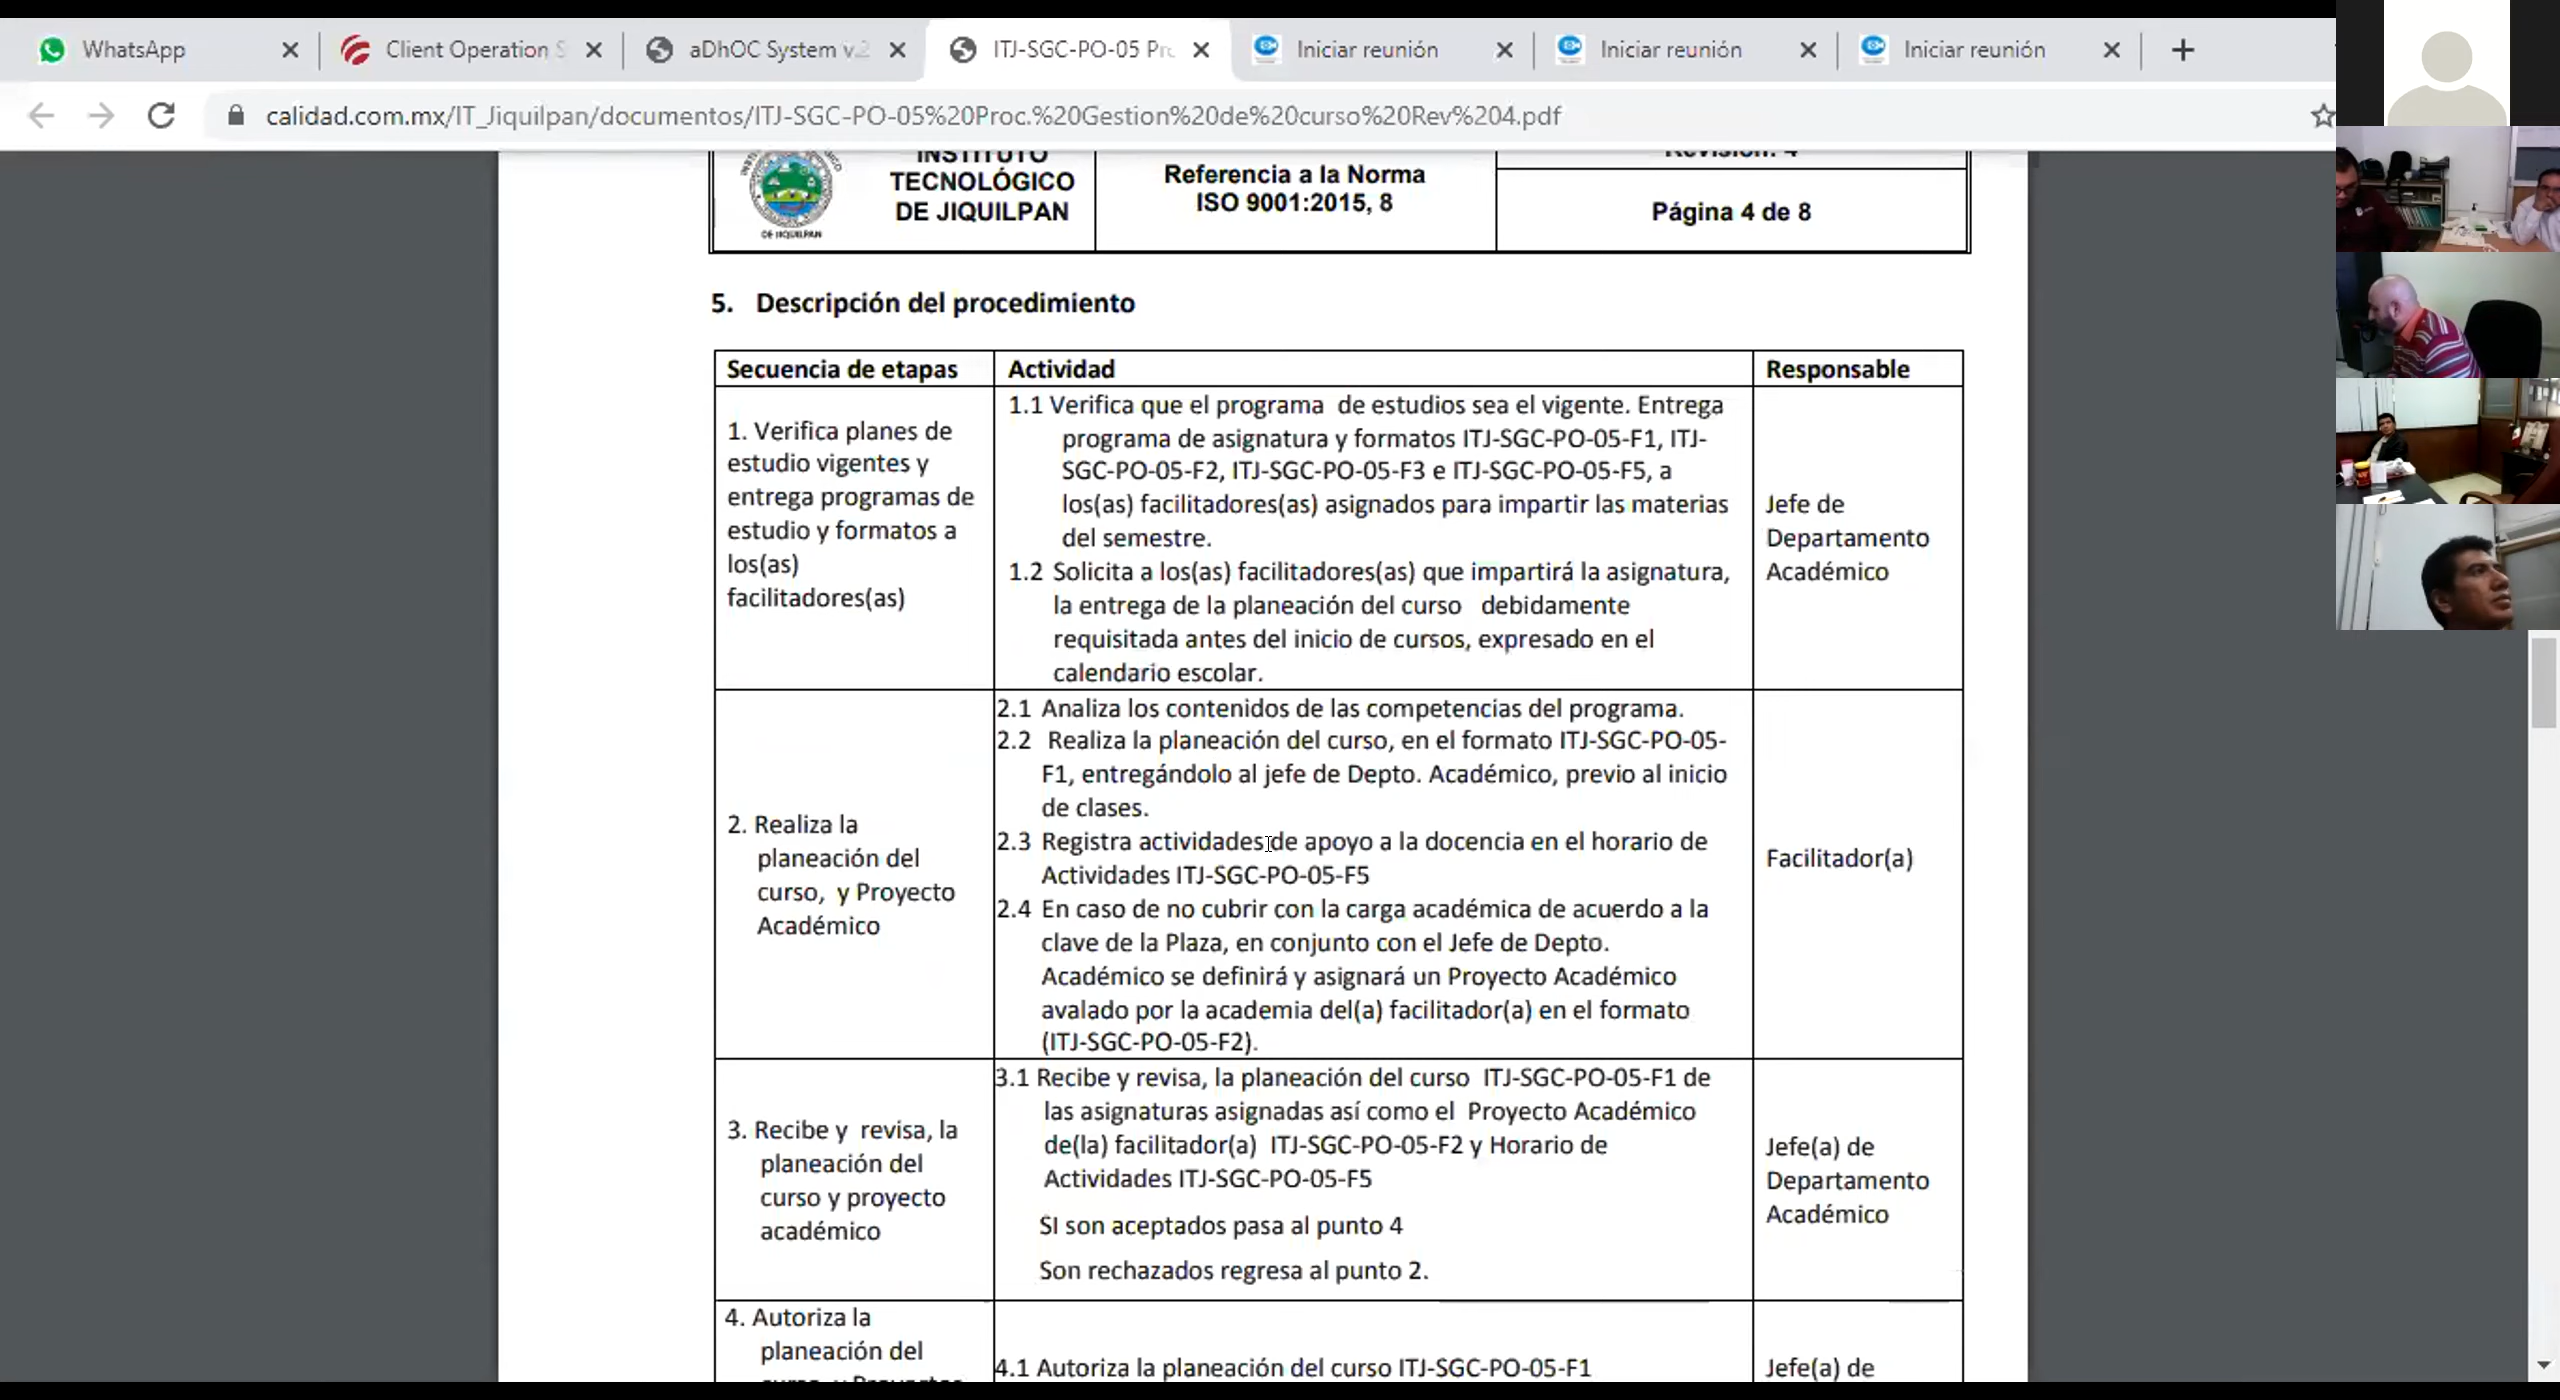 WhatsApp
Client Operation S
aDhOC System v.2
ITJ-SGC-PO-05 Pro
Iniciar reunión
Iniciar reunión
Iniciar reunión
calidad.com.mx/IT_Jiquilpan/documentos/ITJ-SGC-PO-05%20Proc.%20Gestion%20de%20curso%20Rev%204.pdf
DE JIQUILPAN
INSTITUTO
TECNOLÓGICO
DE JIQUILPAN
Referencia a la Norma
ISO 9001:2015, 8
Revisión: 4
Página 4 de 8
5. Descripción del procedimiento
Secuencia de etapas
Actividad
Responsable
1. Verifica planes de
estudio vigentes y
entrega programas de
estudio y formatos a
los(as)
facilitadores(as)
1.1 Verifica que el programa de estudios sea el vigente. Entrega
programa de asignatura y formatos ITJ-SGC-PO-05-F1, ITJ-
SGC-PO-05-F2, ITJ-SGC-PO-05-F3 e ITJ-SGC-PO-05-F5, a
los(as) facilitadores(as) asignados para impartir las materias
del semestre.
1.2 Solicita a los(as) facilitadores(as) que impartirá la asignatura,
la entrega de la planeación del curso debidamente
requisitada antes del inicio de cursos, expresado en el
calendario escolar.
Jefe de
Departamento
Académico
2. Realiza la
planeación del
curso, y Proyecto
Académico
2.1 Analiza los contenidos de las competencias del programa.
2.2 Realiza la planeación del curso, en el formato ITJ-SGC-PO-05-
F1, entregándolo al jefe de Depto. Académico, previo al inicio
de clases.
2.3 Registra actividades de apoyo a la docencia en el horario de
Actividades ITJ-SGC-PO-05-F5
2.4 En caso de no cubrir con la carga académica de acuerdo a la
clave de la Plaza, en conjunto con el Jefe de Depto.
Académico se definirá y asignará un Proyecto Académico
avalado por la academia del(a) facilitador(a) en el formato
(ITJ-SGC-PO-05-F2).
Facilitador(a)
3. Recibe y revisa, la
planeación del
curso y proyecto
académico
3.1 Recibe y revisa, la planeación del curso ITJ-SGC-PO-05-F1 de
las asignaturas asignadas así como el Proyecto Académico
de(la) facilitador(a) ITJ-SGC-PO-05-F2 y Horario de
Actividades ITJ-SGC-PO-05-F5
SI son aceptados pasa al punto 4
Son rechazados regresa al punto 2.
Jefe(a) de
Departamento
Académico
4. Autoriza la
planeación del
4.1 Autoriza la planeación del curso ITJ-SGC-PO-05-F1
Jefe(a) de